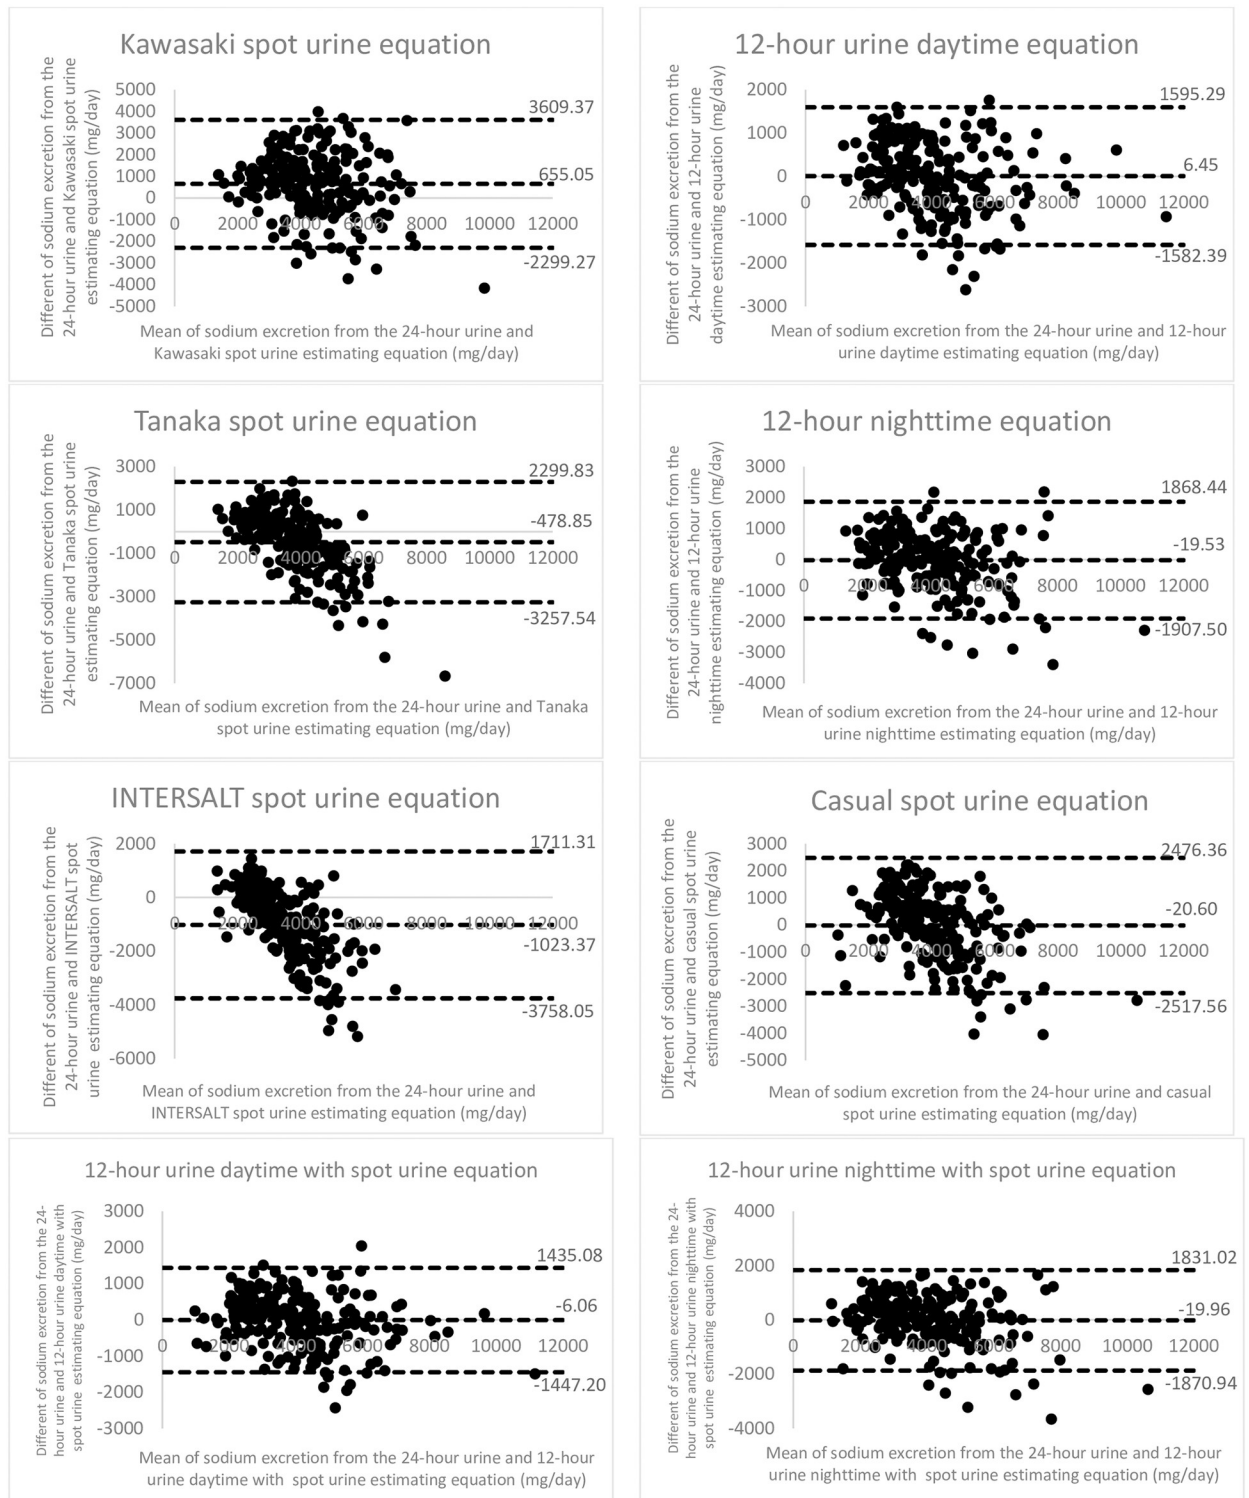 Kawasaki spot urine equation
Different of sodium excretion from the
24-hour urine and Kawasaki spot urine
estimating equation (mg/day)
5000
4000
3000
2000
1000
0
-1000
-2000
-3000
-4000
-5000
0
2000
4000
6000
8000
10000
12000
3609.37
655.05
-2299.27
Mean of sodium excretion from the 24-hour urine and
Kawasaki spot urine estimating equation (mg/day)
12-hour urine daytime equation
Different of sodium excretion from the
24-hour urine and 12-hour urine
daytime estimating equation (mg/day)
2000
1000
0
-1000
-2000
-3000
0
2000
4000
6000
8000
10000
12000
1595.29
6.45
-1582.39
Mean of sodium excretion from the 24-hour urine and 12-hour
urine daytime estimating equation (mg/day)
Tanaka spot urine equation
Different of sodium excretion from the
24-hour urine and Tanaka spot urine
estimating equation (mg/day)
3000
1000
-1000
-3000
-5000
-7000
0
2000
4000
6000
8000
10000
12000
2299.83
-478.85
-3257.54
Mean of sodium excretion from the 24-hour urine and Tanaka
spot urine estimating equation (mg/day)
12-hour nighttime equation
Different of sodium excretion from the
24-hour urine and 12-hour urine
nighttime estimating equation (mg/day)
3000
2000
1000
0
-1000
-2000
-3000
-4000
0
2000
4000
6000
8000
10000
12000
1868.44
-19.53
-1907.50
Mean of sodium excretion from the 24-hour urine and 12-hour
urine nighttime estimating equation (mg/day)
INTERSALT spot urine equation
Different of sodium excretion from the
24-hour urine and INTERSALT spot
urine estimating equation (mg/day)
2000
0
-2000
-4000
-6000
0
2000
4000
6000
8000
10000
12000
1711.31
-1023.37
-3758.05
Mean of sodium excretion from the 24-hour urine and
INTERSALT spot urine estimating equation (mg/day)
Casual spot urine equation
Different of sodium excretion from the
24-hour urine and casual spot urine
estimating equation (mg/day)
3000
2000
1000
0
-1000
-2000
-3000
-4000
-5000
0
2000
4000
6000
8000
10000
12000
2476.36
-20.60
-2517.56
Mean of sodium excretion from the 24-hour urine and casual
spot urine estimating equation (mg/day)
12-hour urine daytime with spot urine equation
Different of sodium excretion from the 24-
hour urine and 12-hour urine daytime with
spot urine estimating equation (mg/day)
3000
2000
1000
0
-1000
-2000
-3000
0
2000
4000
6000
8000
10000
12000
1435.08
-6.06
-1447.20
Mean of sodium excretion from the 24-hour urine and 12-hour
urine daytime with spot urine estimating equation (mg/day)
12-hour urine nighttime with spot urine equation
Different of sodium excretion from the 24-
hour urine and 12-hour urine nighttime with
spot urine estimating equation (mg/day)
4000
2000
0
-2000
-4000
0
2000
4000
6000
8000
10000
12000
1831.02
-19.96
-1870.94
Mean of sodium excretion from the 24-hour urine and 12-hour
urine nighttime with spot urine estimating equation (mg/day)